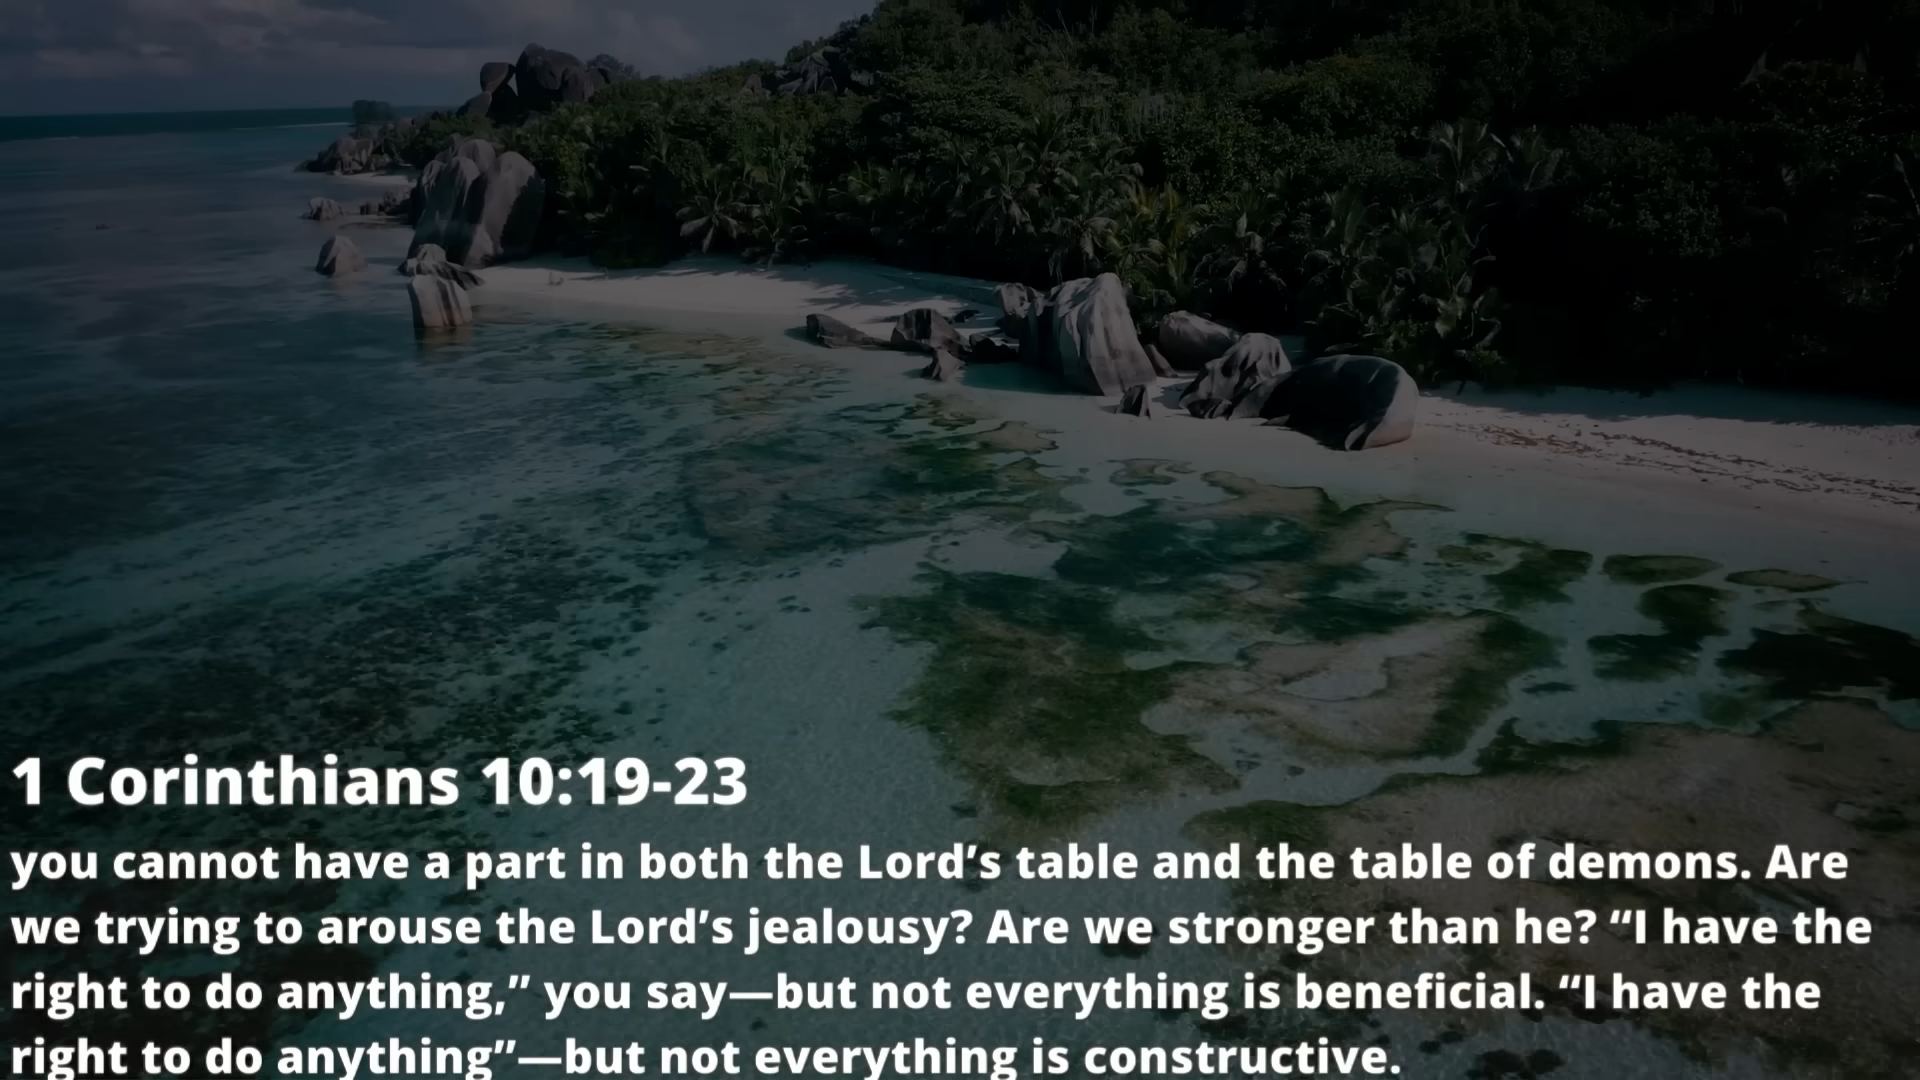 1 Corinthians 10:19-23
you cannot have a part in both the Lord’s table and the table of demons. Are
we trying to arouse the Lord’s jealousy? Are we stronger than he? “I have the
right to do anything,” you say—but not everything is beneficial. “I have the
right to do anything”—but not everything is constructive.